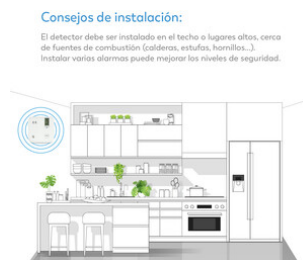 Consejos de instalación:
El detector debe ser instalado en el techo o lugares altos, cerca
de fuentes de combustión (calderas, estufas, hornillos...).
Instalar varias alarmas puede mejorar los niveles de seguridad.